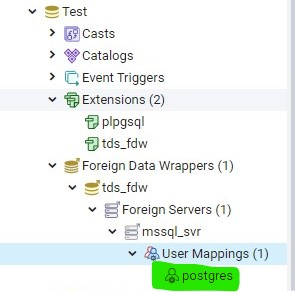 Test
Casts
Catalogs
Event Triggers
Extensions (2)
plpgsql
tds_fdw
Foreign Data Wrappers (1)
tds_fdw
Foreign Servers (1)
mssql_svr
User Mappings (1)
postgres